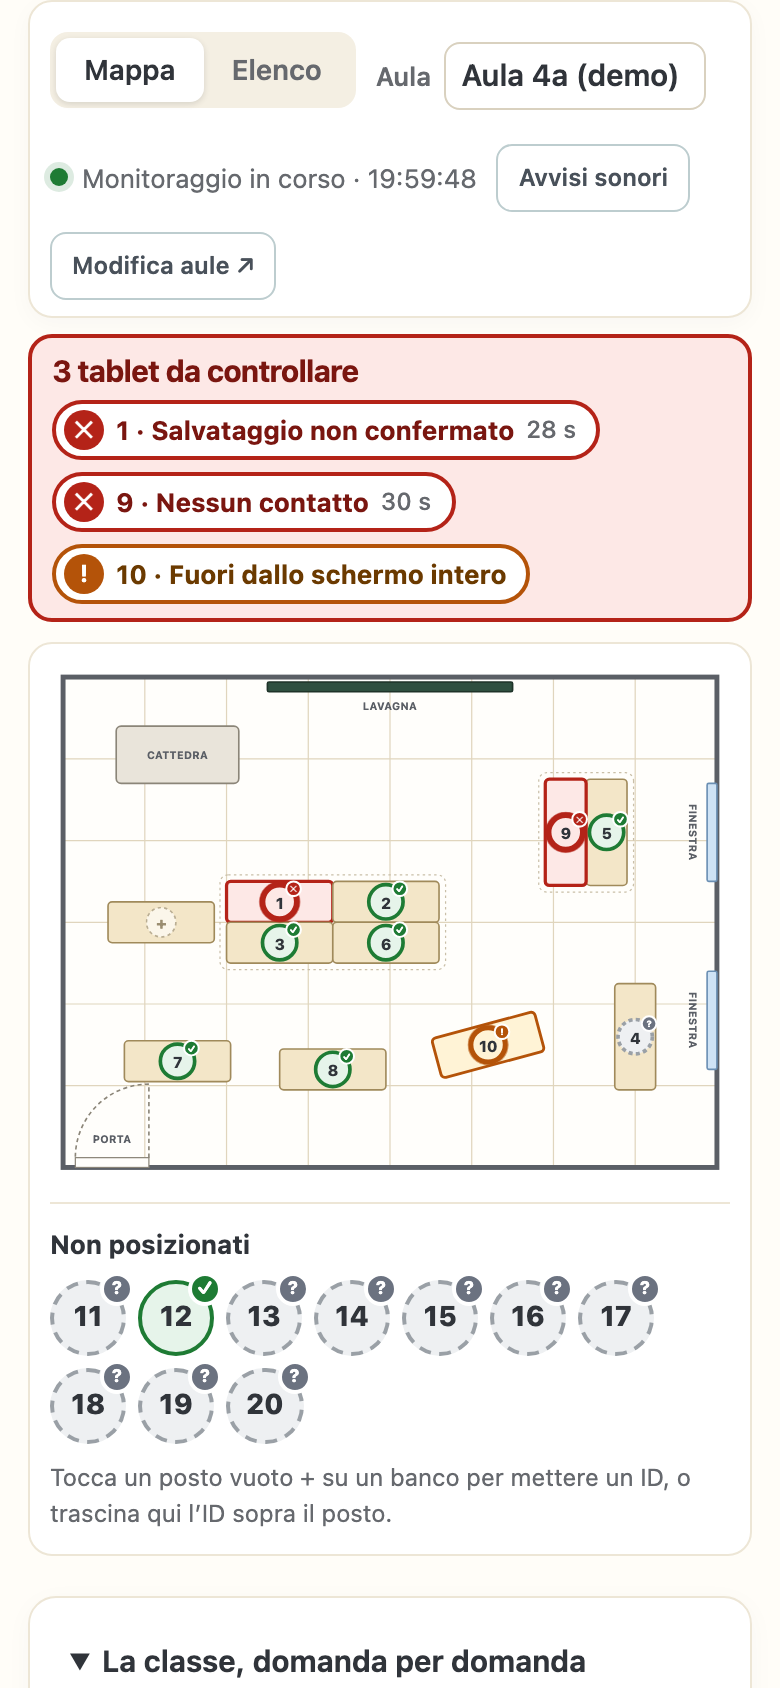 Mappa Elenco Aula Aula 4a (demo)
Monitoraggio in corso · 19:59:48 Avvisi sonori
Modifica aule ↗
3 tablet da controllare
1 · Salvataggio non confermato 28 s
9 · Nessun contatto 30 s
! 10 · Fuori dallo schermo intero
LAVAGNA
CATTEDRA
FINESTRA
9 5
1 2
+
3 6
FINESTRA
4 ?
10 !
7 8
PORTA
Non posizionati
11 ? 12 13 ? 14 ? 15 ? 16 ? 17 ?
18 ? 19 ? 20 ?
Tocca un posto vuoto + su un banco per mettere un ID, o
trascina qui l’ID sopra il posto.
▼ La classe, domanda per domanda